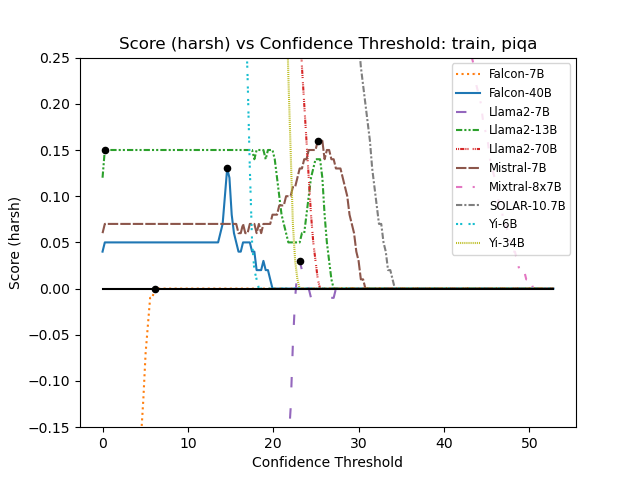 Score (harsh) vs Confidence Threshold: train, piqa
Score (harsh)
0.25
0.20
0.15
0.10
0.05
0.00
−0.05
−0.10
−0.15
0
10
20
30
40
50
Confidence Threshold
Falcon-7B
Falcon-40B
Llama2-7B
Llama2-13B
Llama2-70B
Mistral-7B
Mixtral-8x7B
SOLAR-10.7B
Yi-6B
Yi-34B